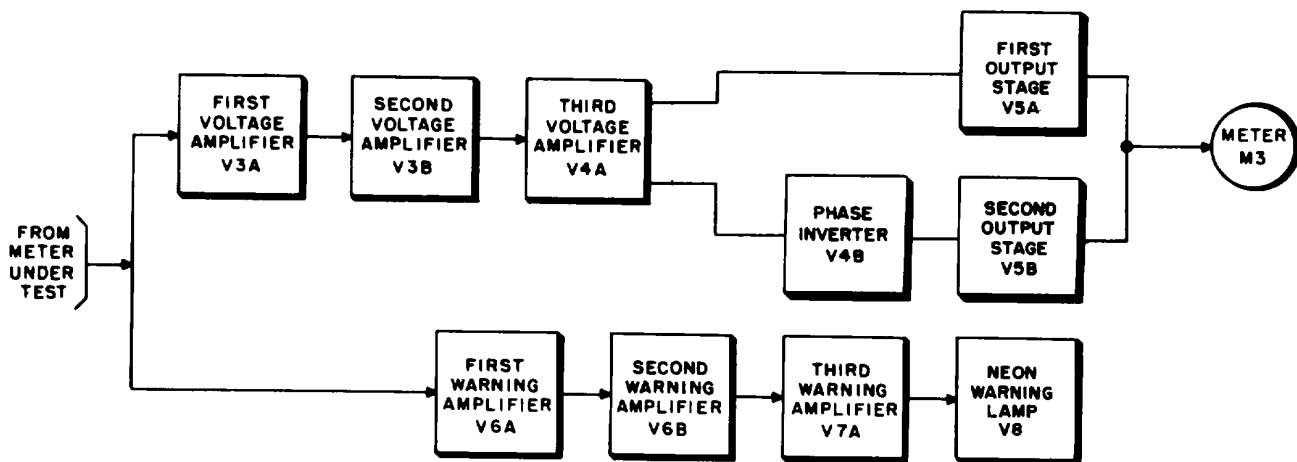 FROM
METER
UNDER
TEST
FIRST
VOLTAGE
AMPLIFIER
V3A
SECOND
VOLTAGE
AMPLIFIER
V3B
THIRD
VOLTAGE
AMPLIFIER
V4A
FIRST
OUTPUT
STAGE
V5A
PHASE
INVERTER
V4B
SECOND
OUTPUT
STAGE
V5B
METER
M3
FIRST
WARNING
AMPLIFIER
V6A
SECOND
WARNING
AMPLIFIER
V6B
THIRD
WARNING
AMPLIFIER
V7A
NEON
WARNING
LAMP
V8